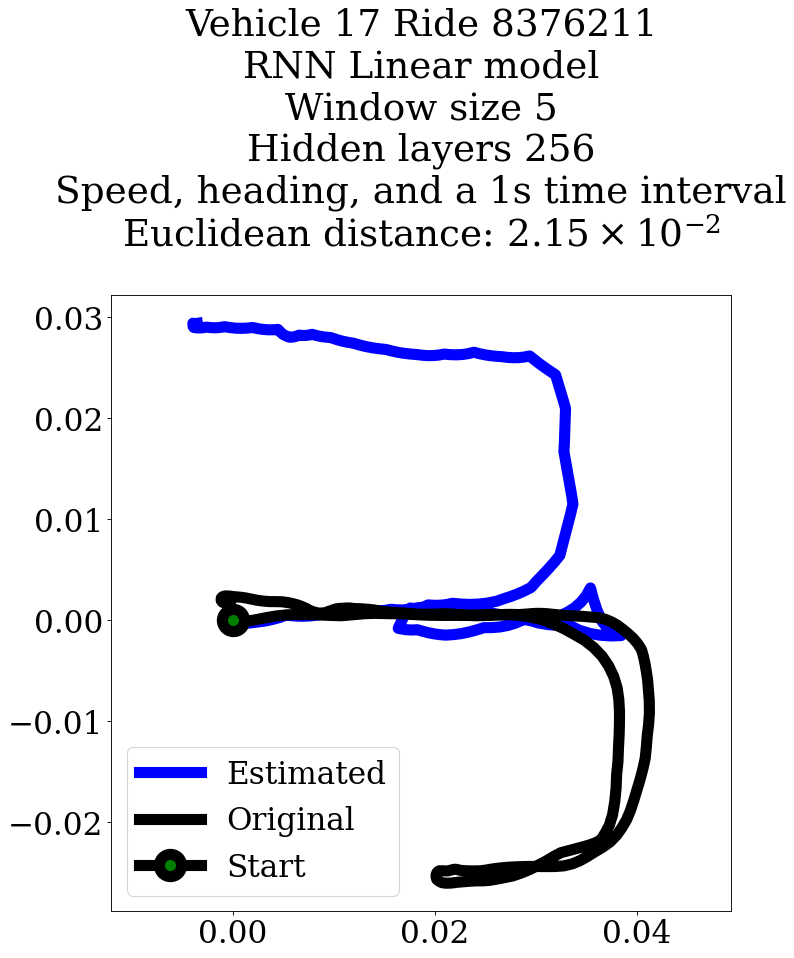 Vehicle 17 Ride 8376211
RNN Linear model
Window size 5
Hidden layers 256
Speed, heading, and a 1s time interval
Euclidean distance: 2.15 × 10⁻²
0.03
0.02
0.01
0.00
−0.01
−0.02
Estimated
Original
Start
0.00 0.02 0.04